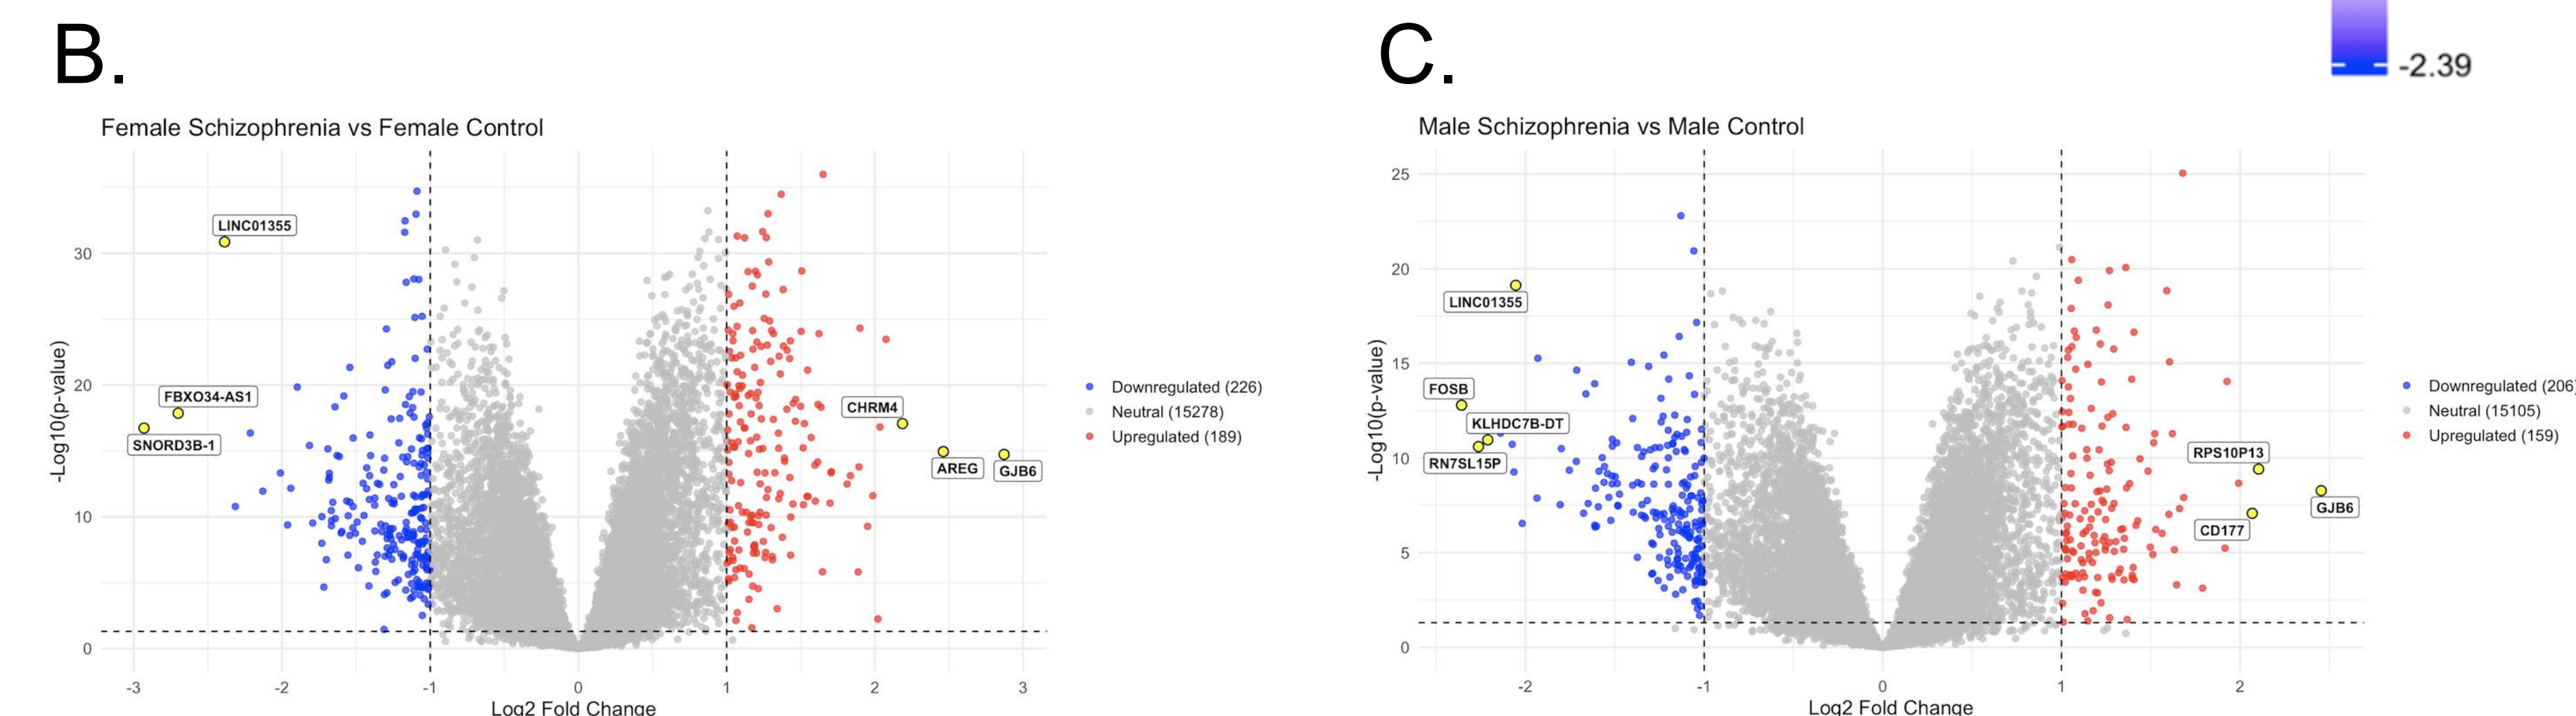 B.
Female Schizophrenia vs Female Control
-Log10(p-value)
30
20
10
0
-3
-2
-1
0
1
2
3
Log2 Fold Change
LINC01355
FBXO34-AS1
SNORD3B-1
CHRM4
AREG
GJB6
Downregulated (226)
Neutral (15278)
Upregulated (189)
C.
-2.39
Male Schizophrenia vs Male Control
-Log10(p-value)
25
20
15
10
5
0
-2
-1
0
1
2
Log2 Fold Change
LINC01355
FOSB
KLHDC7B-DT
RN7SL15P
RPS10P13
GJB6
CD177
Downregulated (206
Neutral (15105)
Upregulated (159)